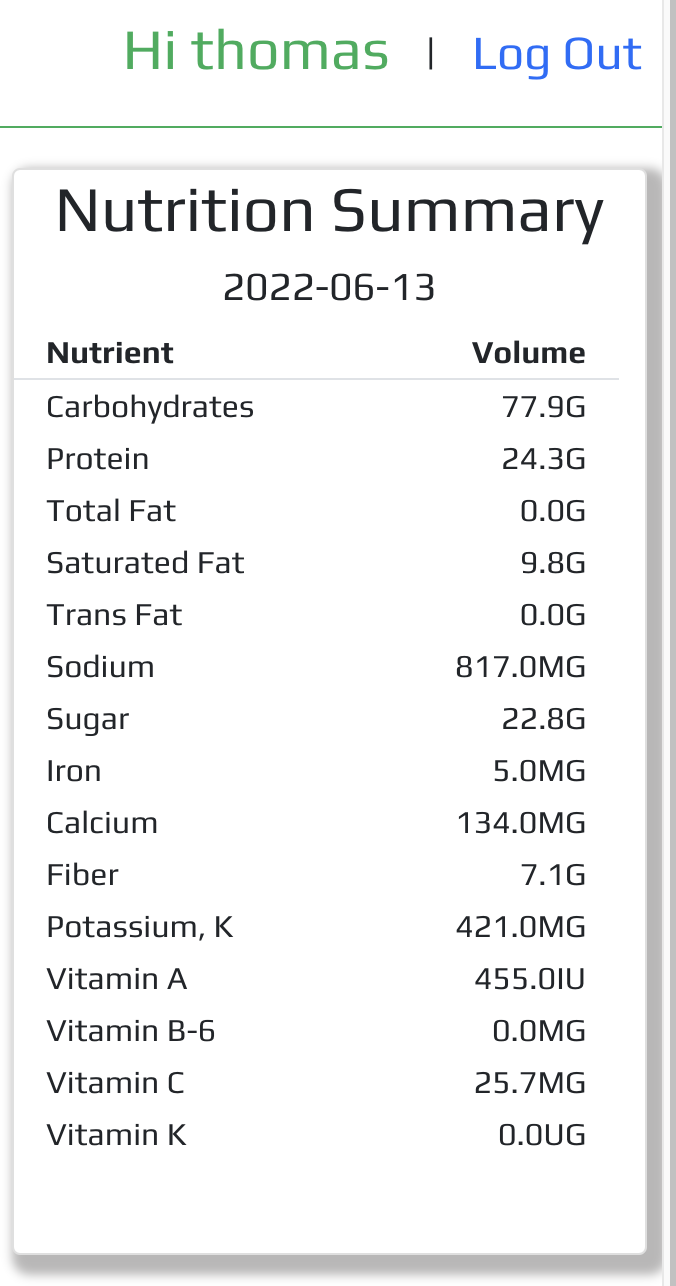 Hi thomas | Log Out
Nutrition Summary
2022-06-13
Nutrient Volume
Carbohydrates 77.9G
Protein 24.3G
Total Fat 0.0G
Saturated Fat 9.8G
Trans Fat 0.0G
Sodium 817.0MG
Sugar 22.8G
Iron 5.0MG
Calcium 134.0MG
Fiber 7.1G
Potassium, K 421.0MG
Vitamin A 455.0IU
Vitamin B-6 0.0MG
Vitamin C 25.7MG
Vitamin K 0.0UG